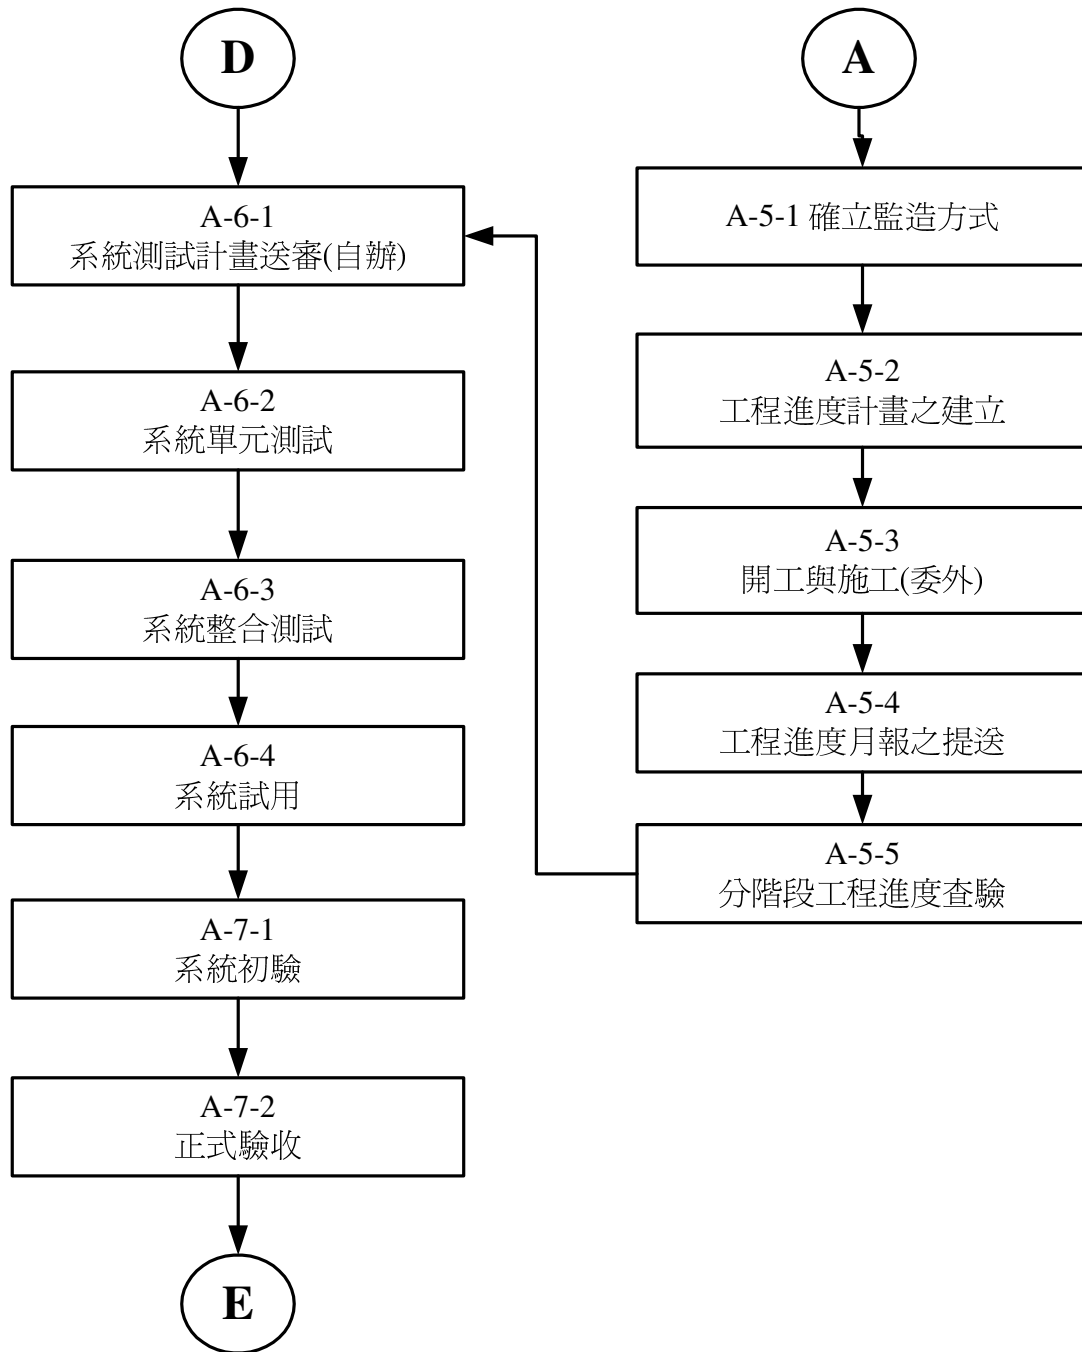 D
A-6-1
系統測試計畫送審(自辦)
A-6-2
系統單元測試
A-6-3
系統整合測試
A-6-4
系統試用
A-7-1
系統初驗
A-7-2
正式驗收
E
A
A-5-1 確立監造方式
A-5-2
工程進度計畫之建立
A-5-3
開工與施工(委外)
A-5-4
工程進度月報之提送
A-5-5
分階段工程進度查驗